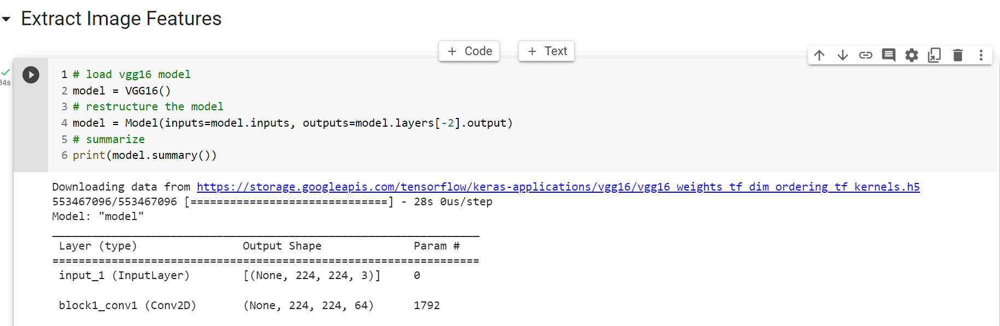 Extract Image Features
+ Code + Text
34s
1 # load vgg16 model
2 model = VGG16()
3 # restructure the model
4 model = Model(inputs=model.inputs, outputs=model.layers[-2].output)
5 # summarize
6 print(model.summary())
Downloading data from https://storage.googleapis.com/tensorflow/keras-applications/vgg16/vgg16_weights_tf_dim_ordering_tf_kernels.h5
553467096/553467096 [==============================] - 28s 0us/step
Model: "model"
_________________________________________________________________
Layer (type) Output Shape Param #
=================================================================
input_1 (InputLayer) [(None, 224, 224, 3)] 0
block1_conv1 (Conv2D) (None, 224, 224, 64) 1792